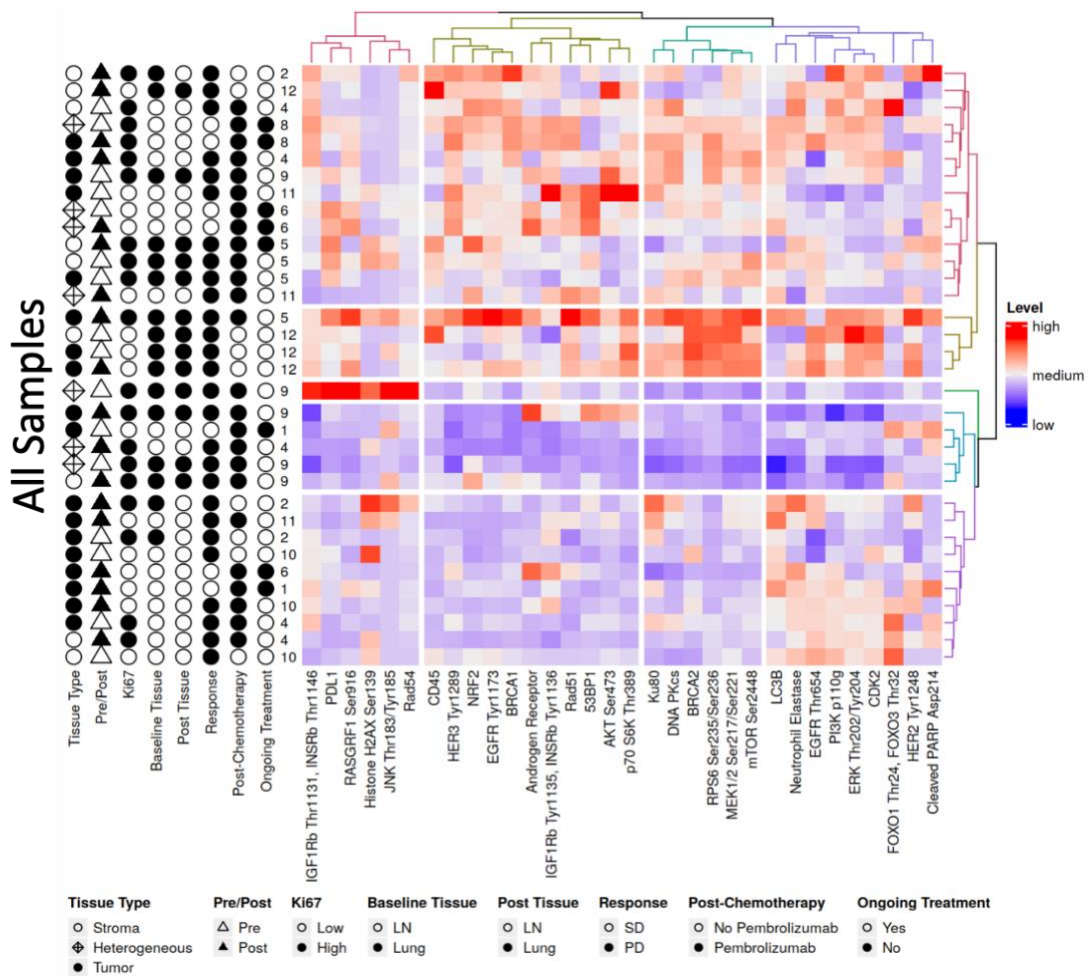 All Samples
2
12
4
8
8
4
9
11
6
6
5
5
5
11
5
12
12
12
9
9
1
4
9
9
2
11
2
10
6
1
10
4
4
10
Level
high
medium
low
Tissue Type
Pre/Post
Ki67
Baseline Tissue
Post Tissue
Response
Post-Chemotherapy
Ongoing Treatment
IGF1Rb Thr1131, INSRb Thr1146
PDL1
RASGRF1 Ser916
Histone H2AX Ser139
JNK Thr183/Tyr185
Rad54
CD45
HER3 Tyr1289
NRF2
EGFR Tyr1173
BRCA1
Androgen Receptor
IGF1Rb Tyr1135, INSRb Tyr1136
Rad51
53BP1
AKT Ser473
p70 S6K Thr389
Ku80
DNA PKcs
BRCA2
RPS6 Ser235/Ser236
MEK1/2 Ser217/Ser221
mTOR Ser2448
LC3B
Neutrophil Elastase
EGFR Thr654
PI3K p110g
ERK Thr202/Tyr204
CDK2
FOXO1 Thr24, FOXO3 Thr32
HER2 Tyr1248
Cleaved PARP Asp214
Tissue Type Pre/Post Ki67 Baseline Tissue Post Tissue Response Post-Chemotherapy Ongoing Treatment
Stroma Pre Low LN LN SD No Pembrolizumab Yes
Heterogeneous Post High Lung Lung PD Pembrolizumab No
Tumor